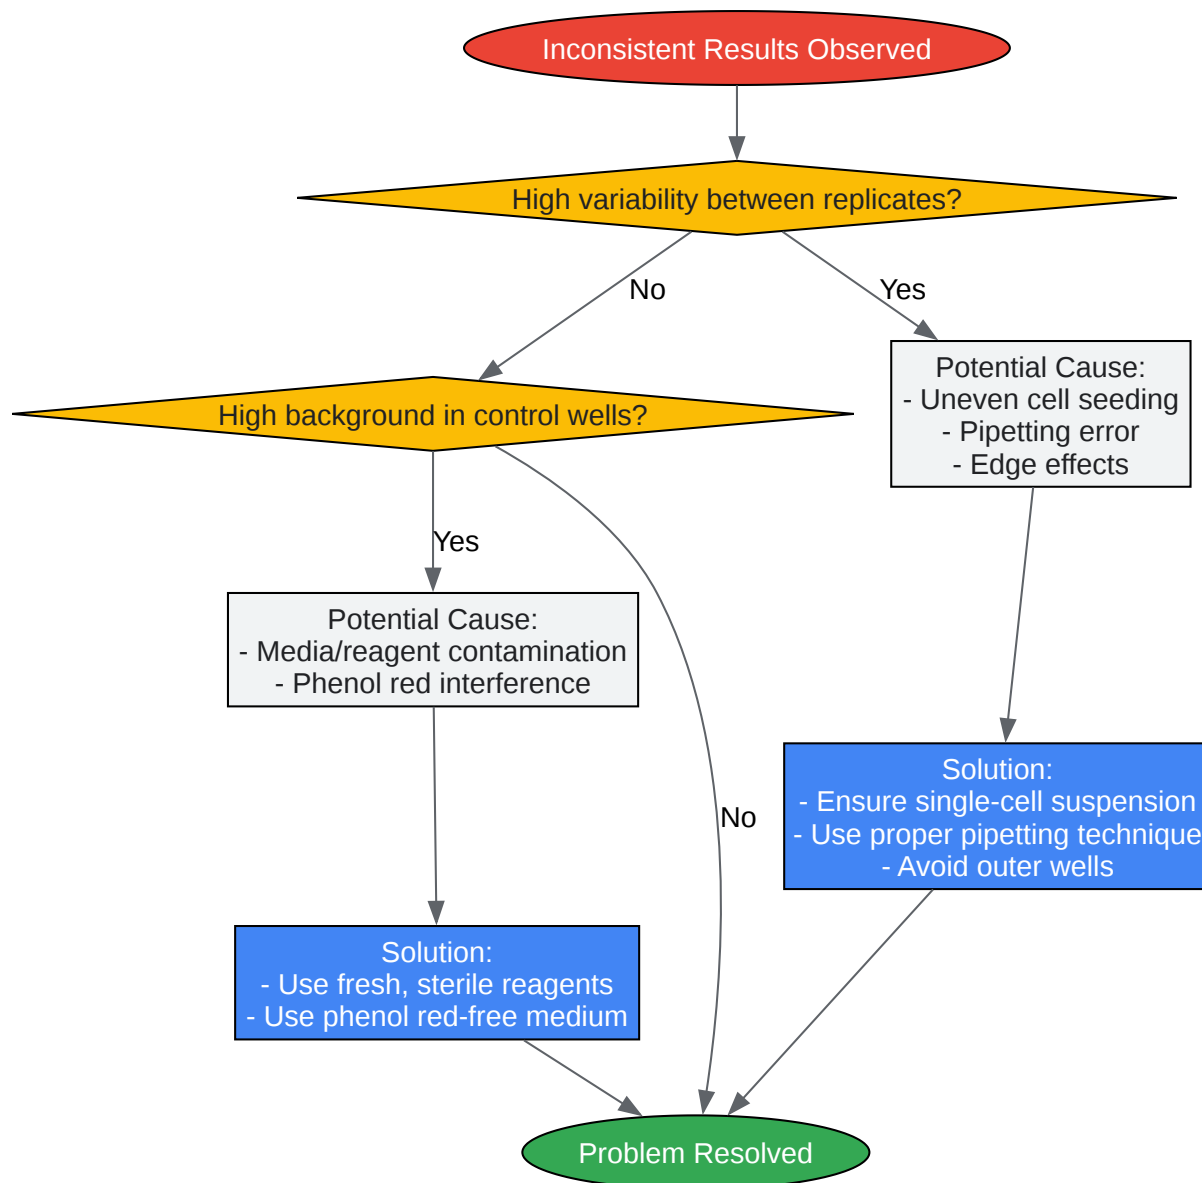 Inconsistent Results Observed
High variability between replicates?
No
Yes
Potential Cause:
- Uneven cell seeding
- Pipetting error
- Edge effects
High background in control wells?
Yes
Potential Cause:
- Media/reagent contamination
- Phenol red interference
No
Solution:
- Ensure single-cell suspension
- Use proper pipetting technique
- Avoid outer wells
Solution:
- Use fresh, sterile reagents
- Use phenol red-free medium
Problem Resolved